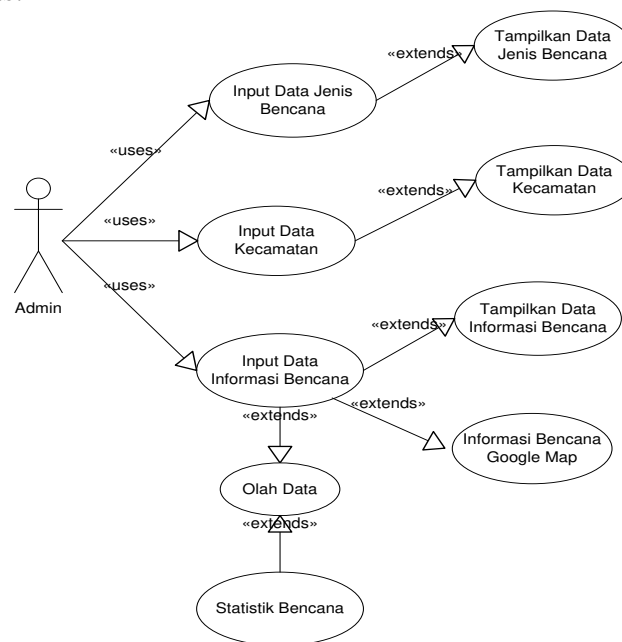 Tampilkan Data
Jenis Bencana
«extends»
Input Data Jenis
Bencana
«uses»
Tampilkan Data
Kecamatan
«extends»
«uses»
Input Data
Kecamatan
Admin
«uses»
Tampilkan Data
Informasi Bencana
«extends»
Input Data
Informasi Bencana
«extends»
«extends»
Informasi Bencana
Google Map
Olah Data
«extends»
Statistik Bencana